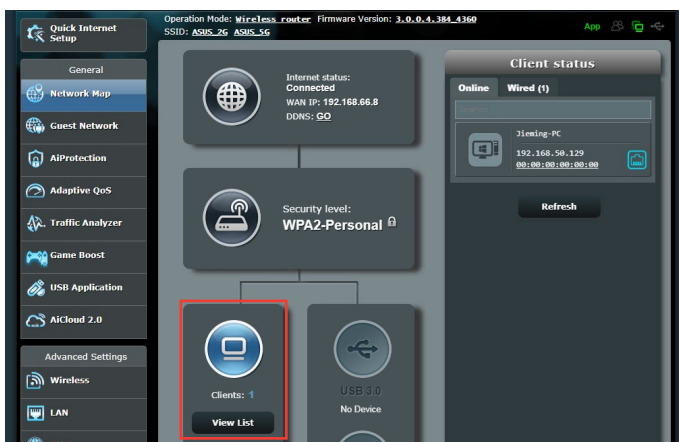 Quick Internet
Setup
Operation Mode: Wireless router Firmware Version: 3.0.0.4.384_4360
SSID: ASUS_2G ASUS_5G
App
General
Network Map
Guest Network
AiProtection
Adaptive QoS
Traffic Analyzer
Game Boost
USB Application
AiCloud 2.0
Advanced Settings
Wireless
LAN
Internet status:
Connected
WAN IP: 192.168.66.8
DDNS: GO
Security level:
WPA2-Personal
Clients: 1
View List
USB 3.0
No Device
Client status
Online Wired (1)
Jieming-PC
192.168.50.129
00:00:00:00:00:00
Refresh